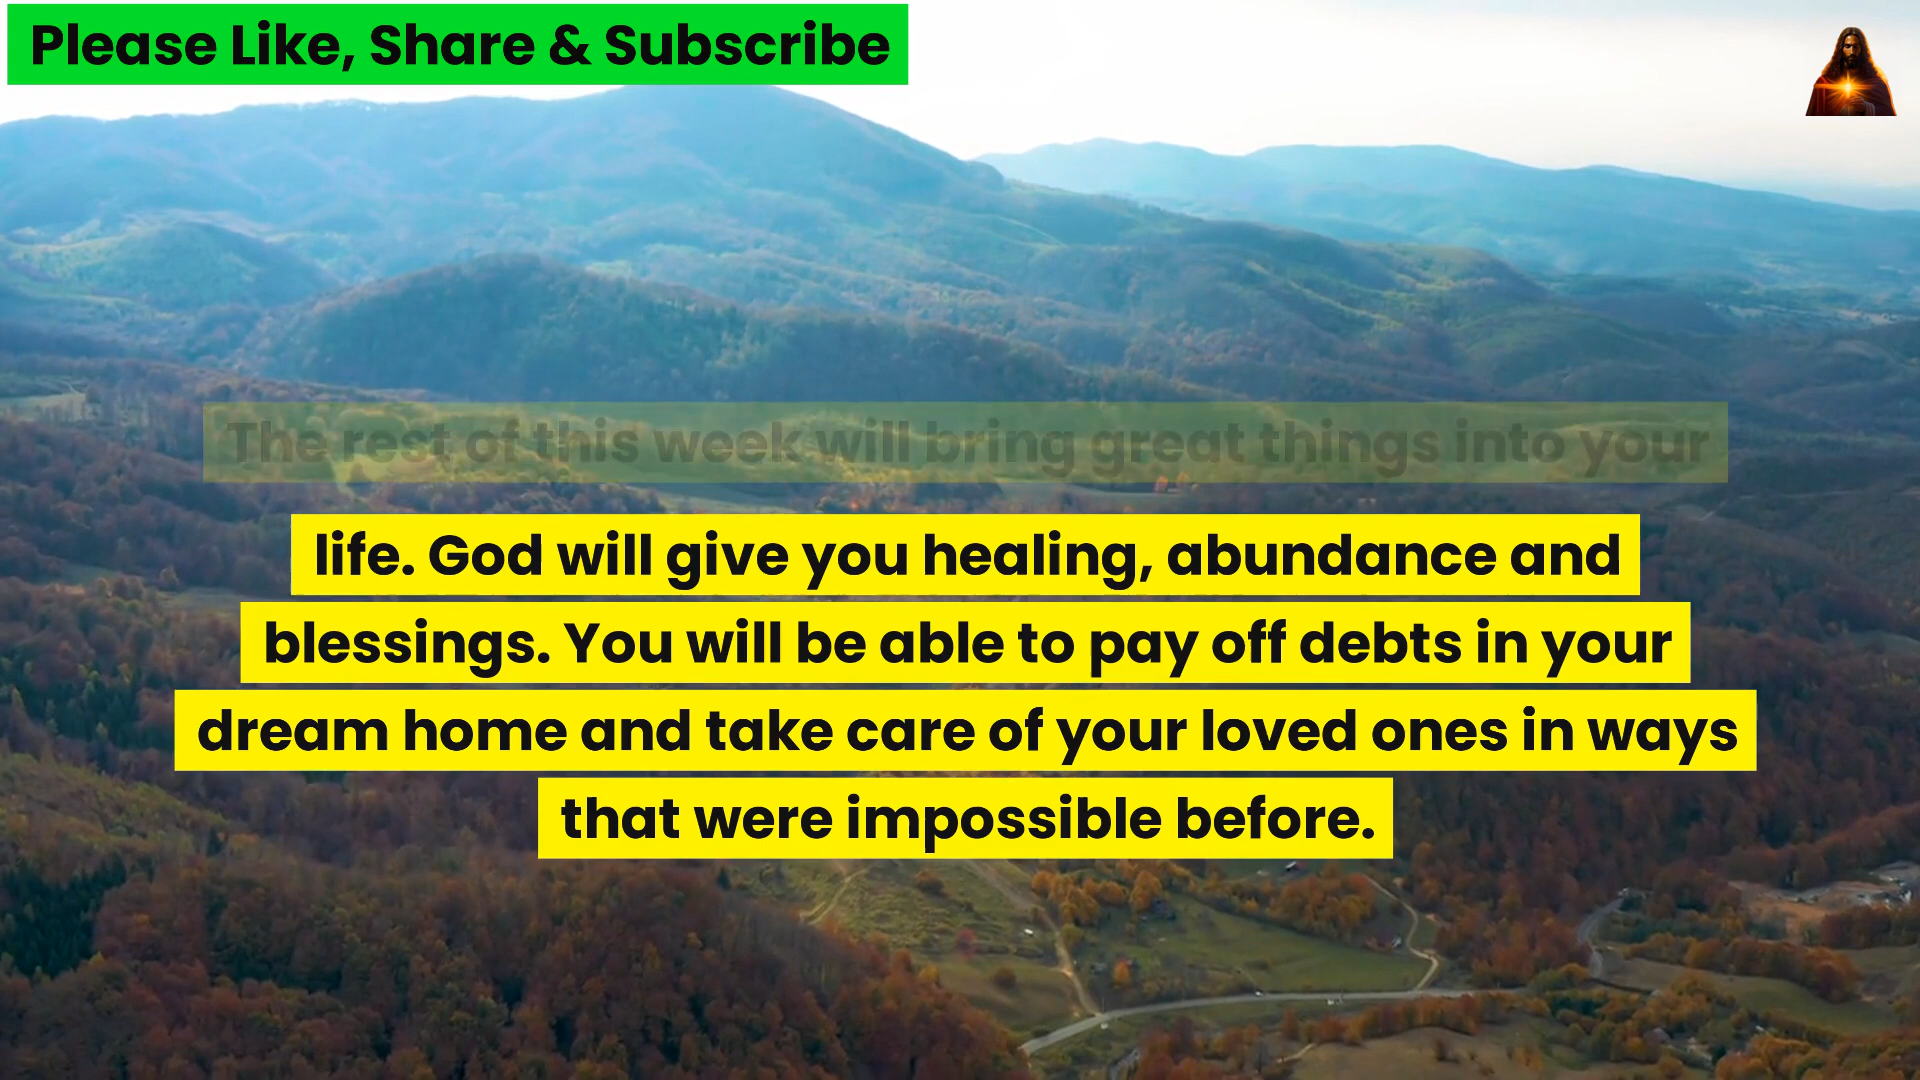 Please Like, Share & Subscribe
The rest of this week will bring great things into your
life. God will give you healing, abundance and
blessings. You will be able to pay off debts in your
dream home and take care of your loved ones in ways
that were impossible before.